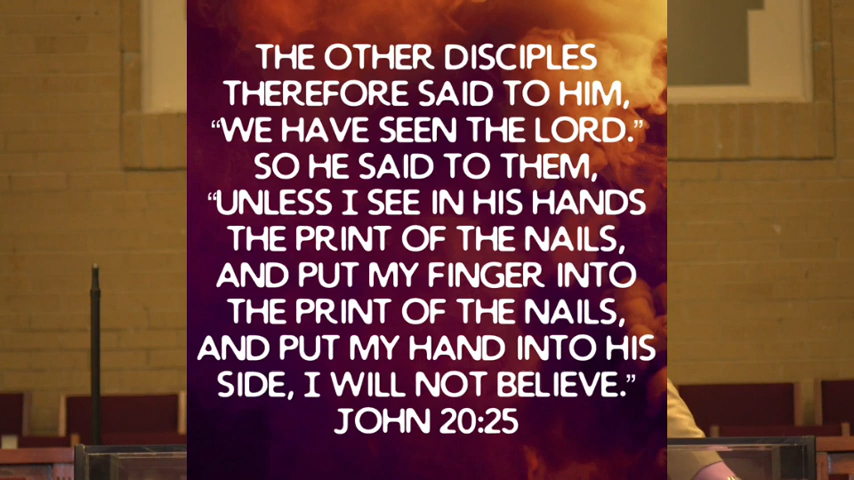 THE OTHER DISCIPLES
THEREFORE SAID TO HIM,
“WE HAVE SEEN THE LORD.”
SO HE SAID TO THEM,
“UNLESS I SEE IN HIS HANDS
THE PRINT OF THE NAILS,
AND PUT MY FINGER INTO
THE PRINT OF THE NAILS,
AND PUT MY HAND INTO HIS
SIDE, I WILL NOT BELIEVE.”
JOHN 20:25